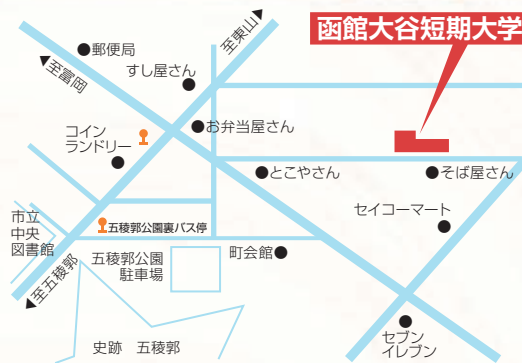 函館大谷短期大学
至東山
郵便局
至富岡
すし屋さん
お弁当屋さん
コイン
ランドリー
とこやさん
そば屋さん
セイコーマート
市立
中央
図書館
五稜郭公園裏バス停
五稜郭公園
駐車場
町会館
至五稜郭
セブン
イレブン
史跡 五稜郭